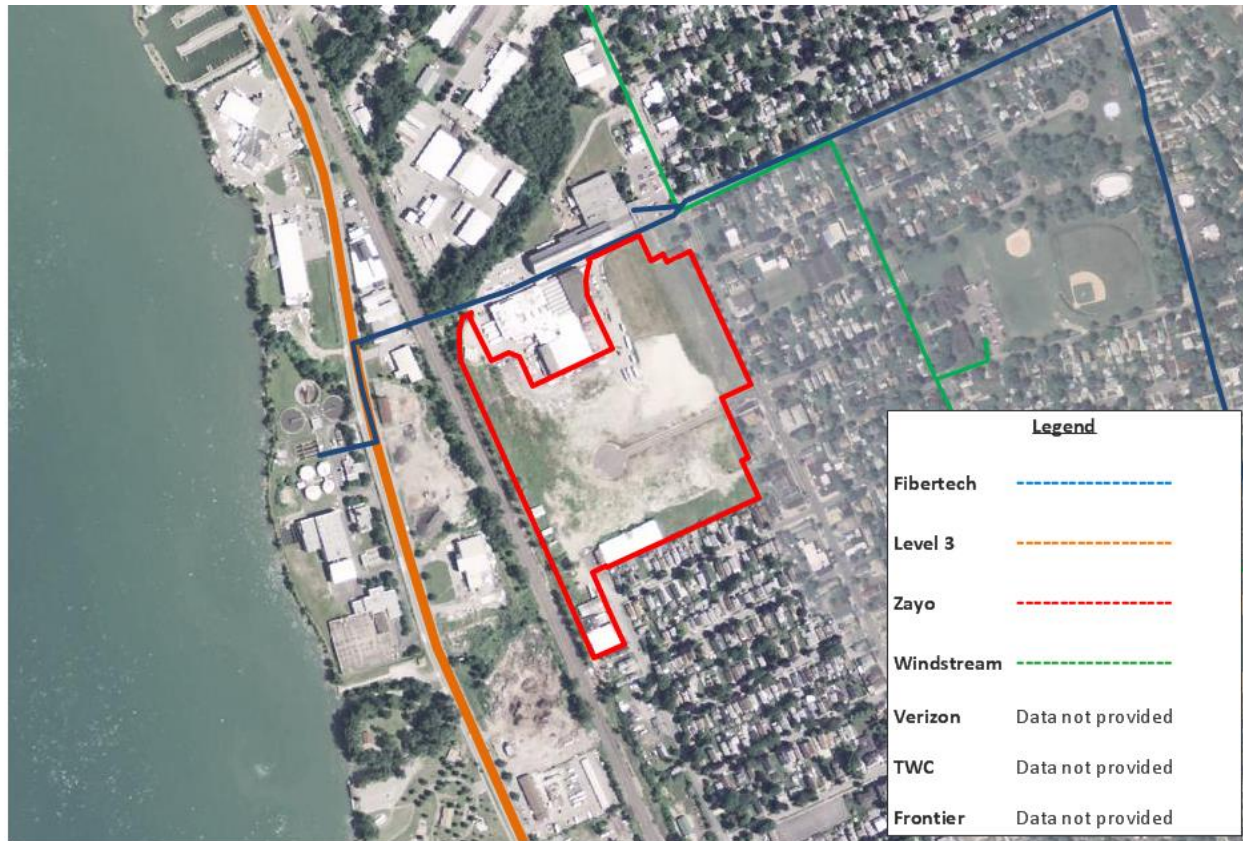 Legend
Fibertech
Level 3
Zayo
Windstream
Verizon Data not provided
TWC Data not provided
Frontier Data not provided